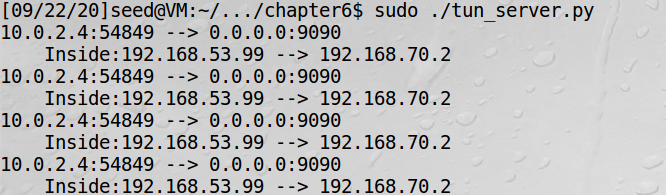 [09/22/20]seed@VM:~/.../chapter6$ sudo ./tun_server.py
10.0.2.4:54849 --> 0.0.0.0:9090
    Inside:192.168.53.99 --> 192.168.70.2
10.0.2.4:54849 --> 0.0.0.0:9090
    Inside:192.168.53.99 --> 192.168.70.2
10.0.2.4:54849 --> 0.0.0.0:9090
    Inside:192.168.53.99 --> 192.168.70.2
10.0.2.4:54849 --> 0.0.0.0:9090
    Inside:192.168.53.99 --> 192.168.70.2